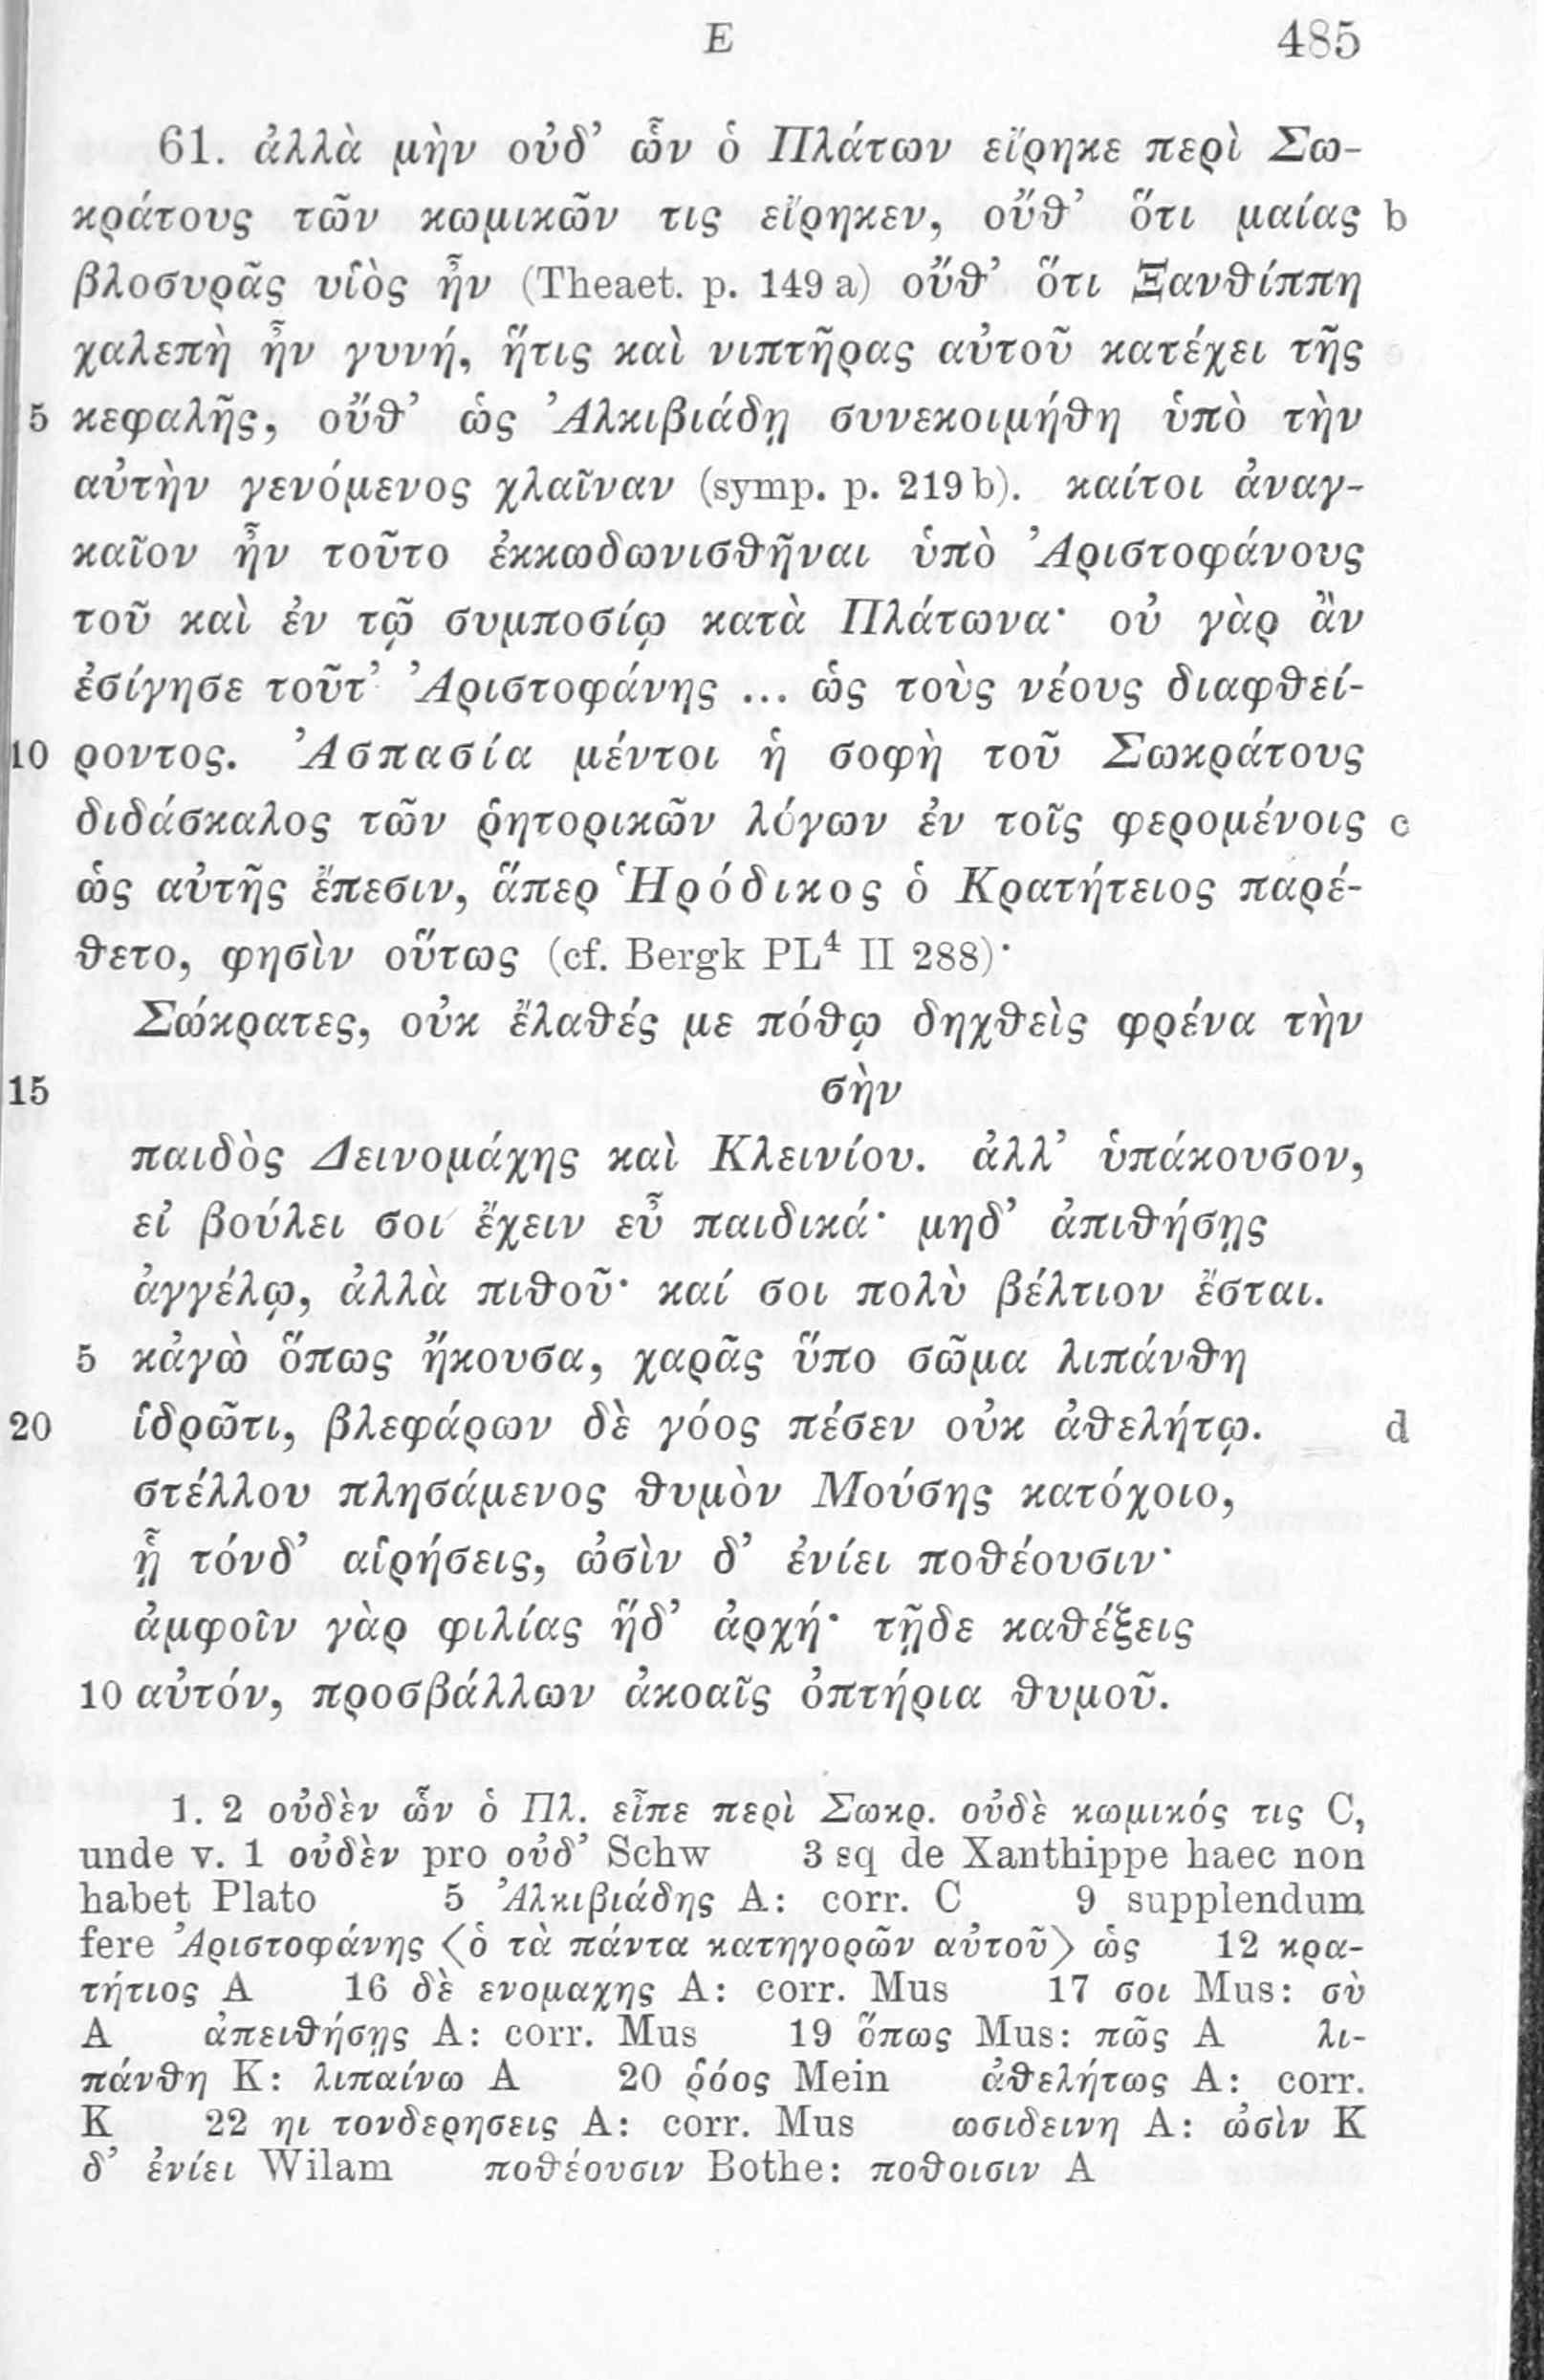 E 485
61. ἀλλὰ μὴν οὐδ’ ὧν ὁ Πλάτων εἴρηκε περὶ Σω-
κράτους τῶν κωμικῶν τις εἴρηκεν, οὔθ’ ὅτι μαίας b
βλοσυρᾶς υἱὸς ἦν (Theaet. p. 149 a) οὔθ’ ὅτι Ξανθίππη
χαλεπὴ ἦν γυνή, ἥτις καὶ νιπτῆρας αὐτοῦ κατέχει τῆς
5 κεφαλῆς, οὔθ’ ὡς Ἀλκιβιάδῃ συνεκοιμήθη ὑπὸ τὴν
αὐτὴν γενόμενος χλαῖναν (symp. p. 219 b). καίτοι ἀναγ-
καῖον ἦν τοῦτο ἐκκωδωνισθῆναι ὑπὸ Ἀριστοφάνους
τοῦ καὶ ἐν τῷ συμποσίῳ κατὰ Πλάτωνα· οὐ γὰρ ἂν
ἐσίγησε τοῦτ’ Ἀριστοφάνης ... ὡς τοὺς νέους διαφθεί-
10 ροντος. Ἀσπασία μέντοι ἡ σοφὴ τοῦ Σωκράτους
διδάσκαλος τῶν ῥητορικῶν λόγων ἐν τοῖς φερομένοις c
ὡς αὐτῆς ἔπεσιν, ἅπερ Ἡρόδικος ὁ Κρατήτειος παρέ-
θετο, φησὶν οὕτως (cf. Bergk PL⁴ II 288)·
Σώκρατες, οὐκ ἔλαθές με πόθῳ δηχθεὶς φρένα τὴν
15 σὴν
παιδὸς Δεινομάχης καὶ Κλεινίου. ἀλλ’ ὑπάκουσον,
εἰ βούλει σοι ἔχειν εὖ παιδικά· μηδ’ ἀπιθήσῃς
ἀγγέλῳ, ἀλλὰ πιθοῦ· καί σοι πολὺ βέλτιον ἔσται.
5 κἀγὼ ὅπως ἤκουσα, χαρᾶς ὕπο σῶμα λιπάνθη
20 ἱδρῶτι, βλεφάρων δὲ γόος πέσεν οὐκ ἀθελήτῳ. d
στέλλου πλησάμενος θυμὸν Μούσης κατόχοιο,
ᾗ τόνδ’ αἱρήσεις, ὠσὶν δ’ ἐνίει ποθέουσιν·
ἀμφοῖν γὰρ φιλίας ἥδ’ ἀρχή· τῇδε καθέξεις
10 αὐτόν, προσβάλλων ἀκοαῖς ὀπτήρια θυμοῦ.
1. 2 οὐδὲν ὧν ὁ Πλ. εἶπε περὶ Σωκρ. οὐδὲ κωμικός τις C,
unde v. 1 οὐδὲν pro οὐδ’ Schw 3 sq de Xanthippe haec non
habet Plato 5 Ἀλκιβιάδης A: corr. C 9 supplendum
fere Ἀριστοφάνης <ὁ τὰ πάντα κατηγορῶν αὐτοῦ> ὡς 12 κρα-
τήτιος A 16 δὲ ενομαχης A: corr. Mus 17 σοι Mus: σὺ
A ἀπειθήσῃς A: corr. Mus 19 ὅπως Mus: πῶς A λι-
πάνθη K: λιπαίνω A 20 ῥόος Mein ἀθελήτως A: corr.
K 22 ηι τονδερησεις A: corr. Mus ωσιδεινη A: ὠσὶν K
δ’ ἐνίει Wilam ποθέουσιν Bothe: ποθοισιν A